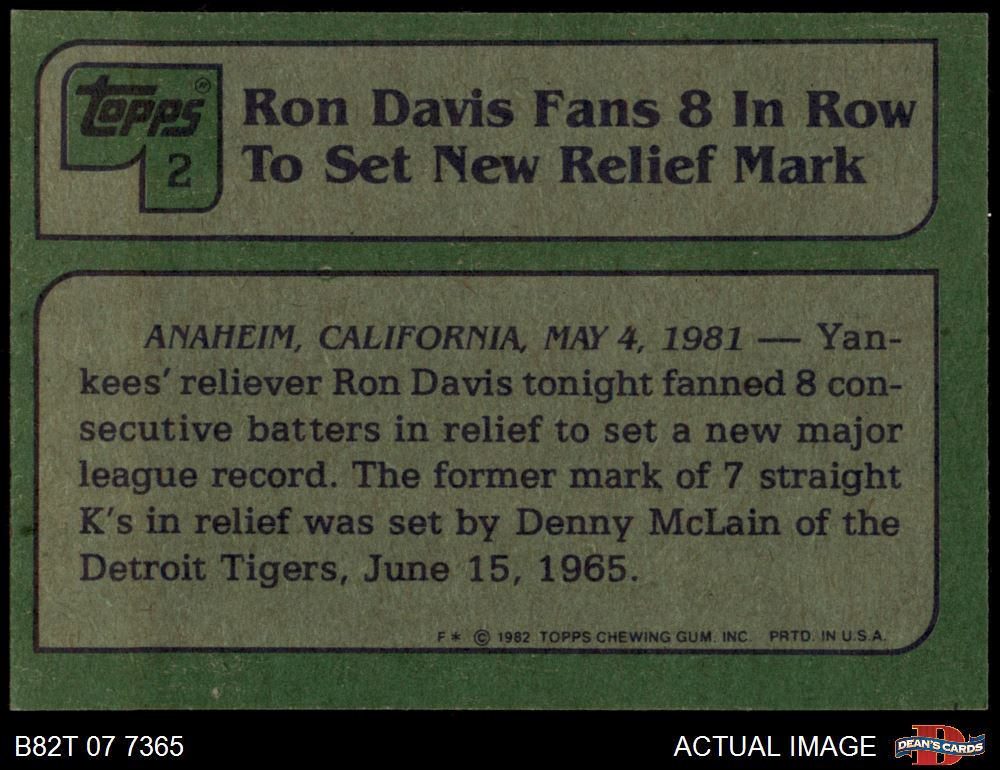 topps®
2
Ron Davis Fans 8 In Row
To Set New Relief Mark
ANAHEIM, CALIFORNIA, MAY 4, 1981 — Yan-
kees' reliever Ron Davis tonight fanned 8 con-
secutive batters in relief to set a new major
league record. The former mark of 7 straight
K's in relief was set by Denny McLain of the
Detroit Tigers, June 15, 1965.
F* © 1982 TOPPS CHEWING GUM, INC. PRTD. IN U.S.A.
B82T 07 7365
ACTUAL IMAGE
D
DEAN'S CARDS